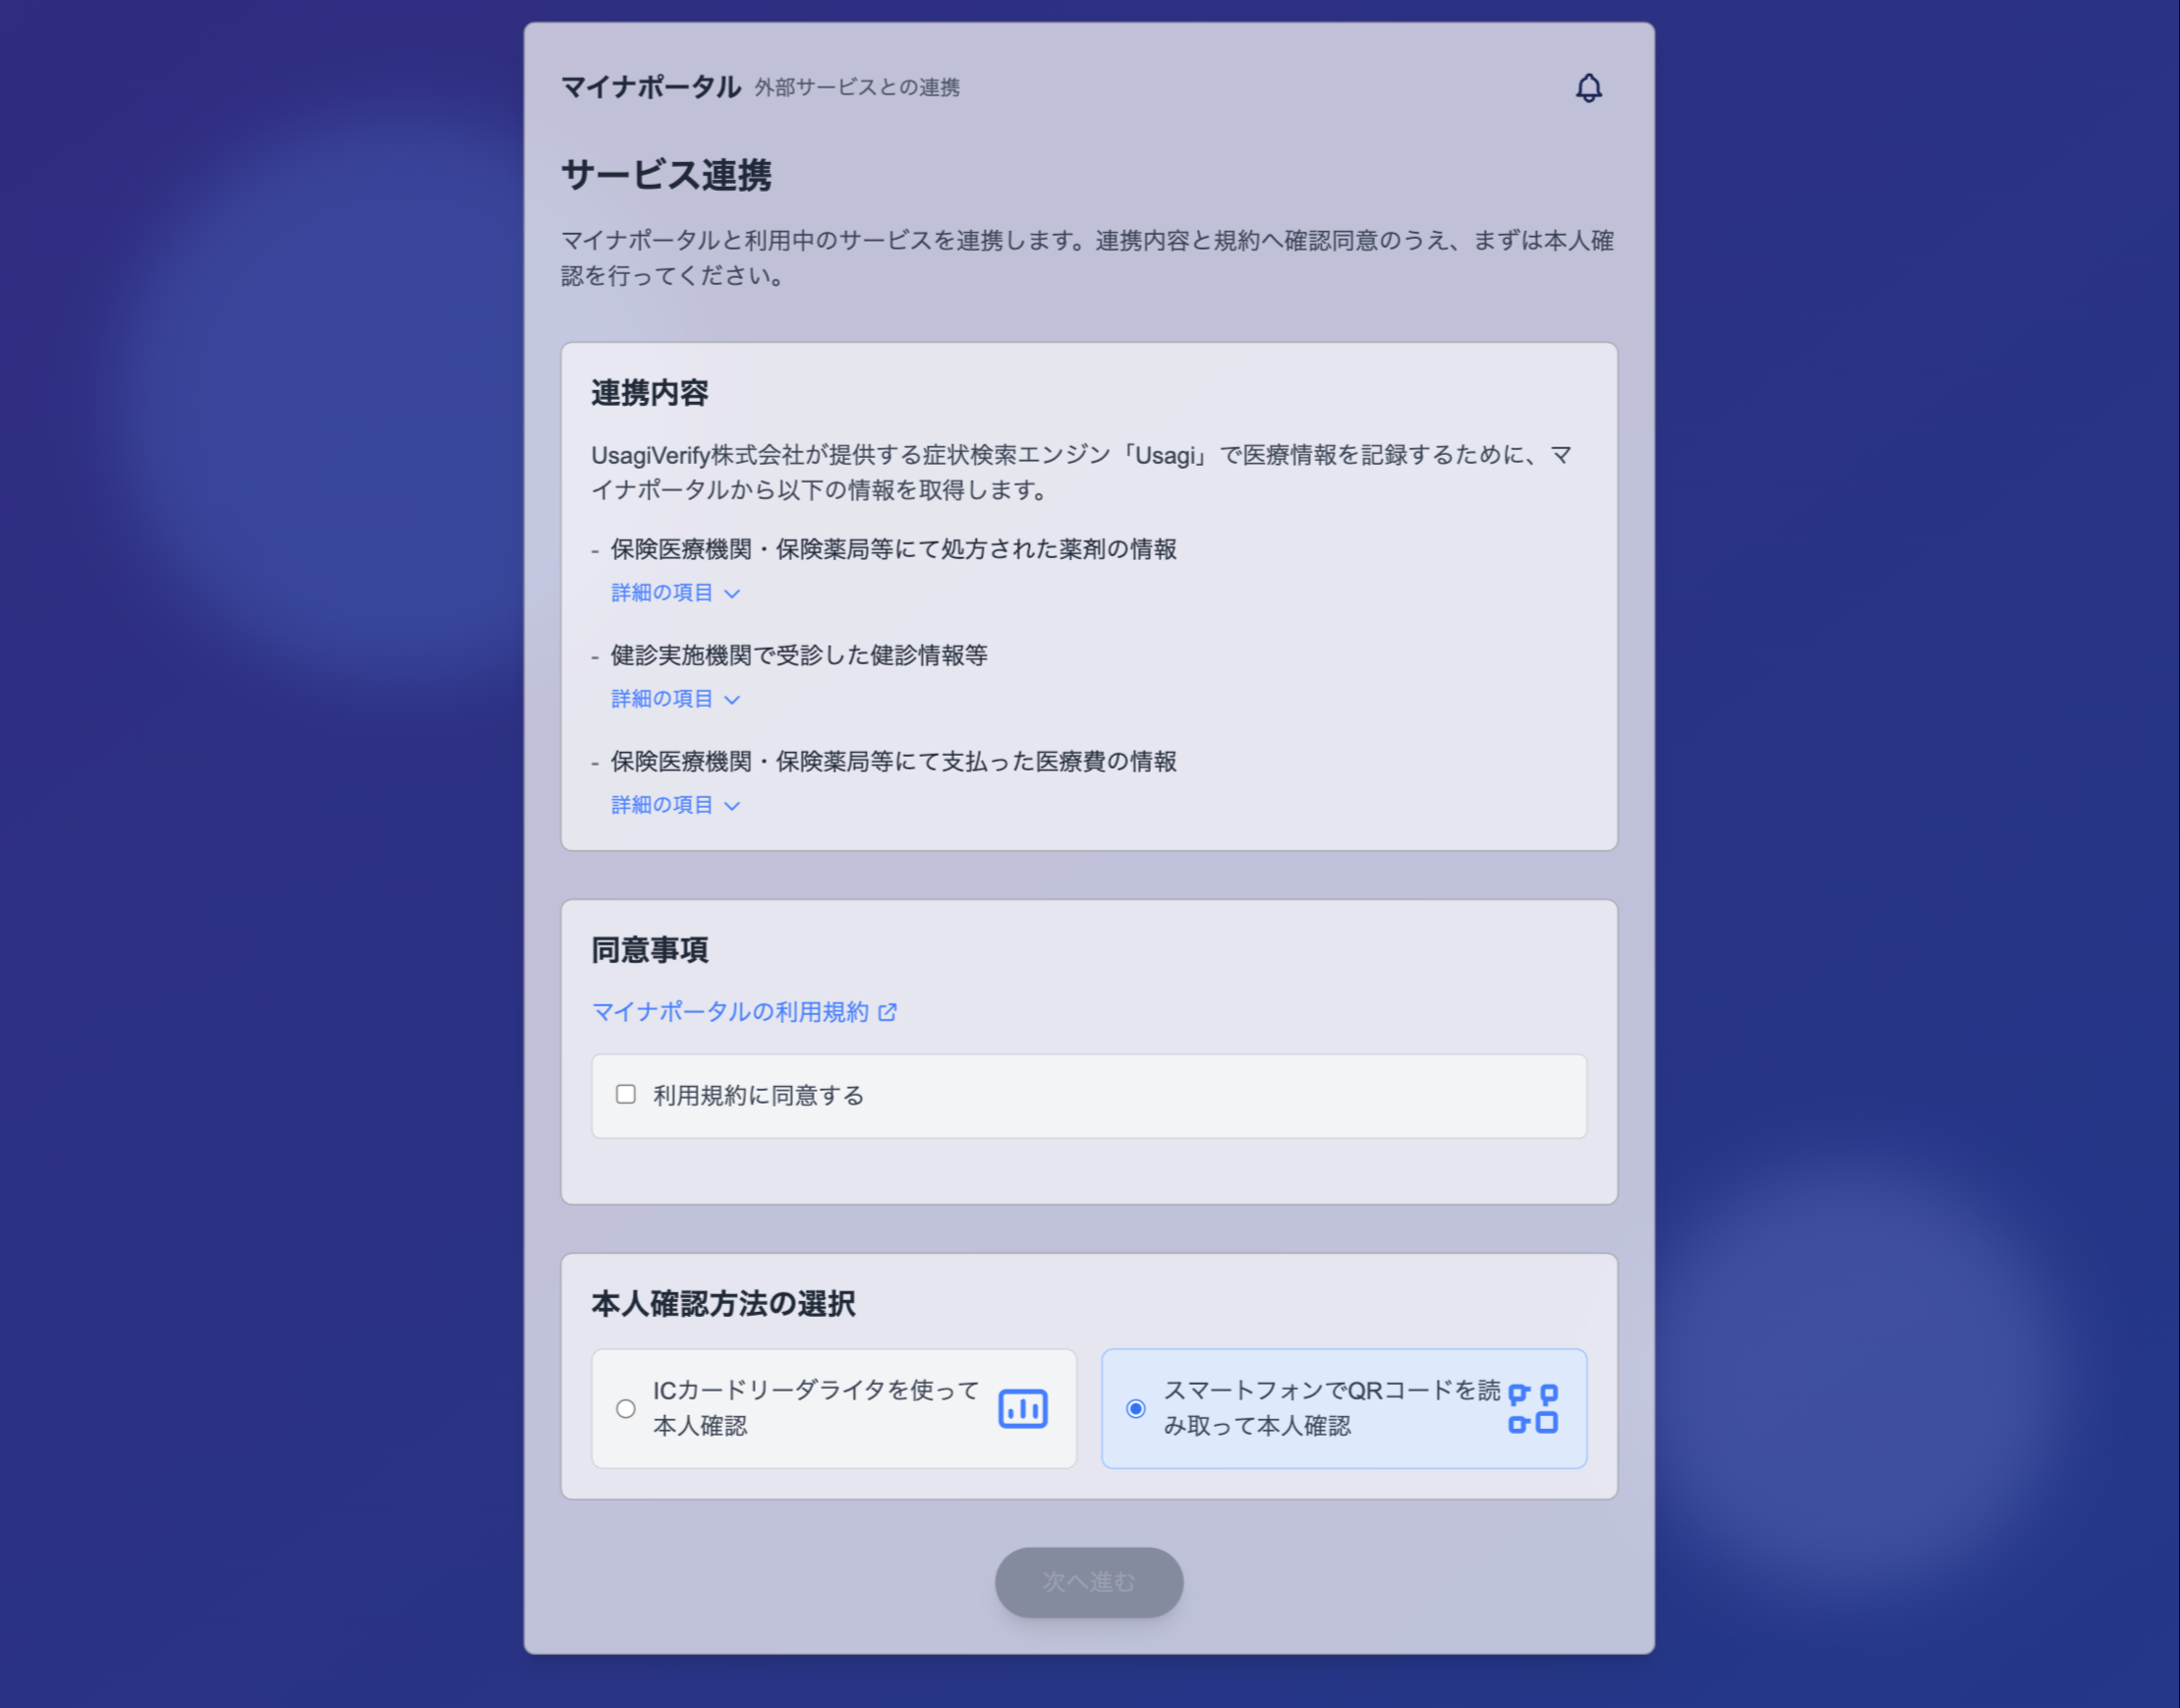 マイナポータル 外部サービスとの連携
サービス連携
マイナポータルと利用中のサービスを連携します。連携内容と規約へ確認同意のうえ、まずは本人確
認を行ってください。
連携内容
UsagiVerify株式会社が提供する症状検索エンジン「Usagi」で医療情報を記録するために、マ
イナポータルから以下の情報を取得します。
- 保険医療機関・保険薬局等にて処方された薬剤の情報
詳細の項目
- 健診実施機関で受診した健診情報等
詳細の項目
- 保険医療機関・保険薬局等にて支払った医療費の情報
詳細の項目
同意事項
マイナポータルの利用規約
利用規約に同意する
本人確認方法の選択
ICカードリーダライタを使って
本人確認
スマートフォンでQRコードを読
み取って本人確認
次へ進む